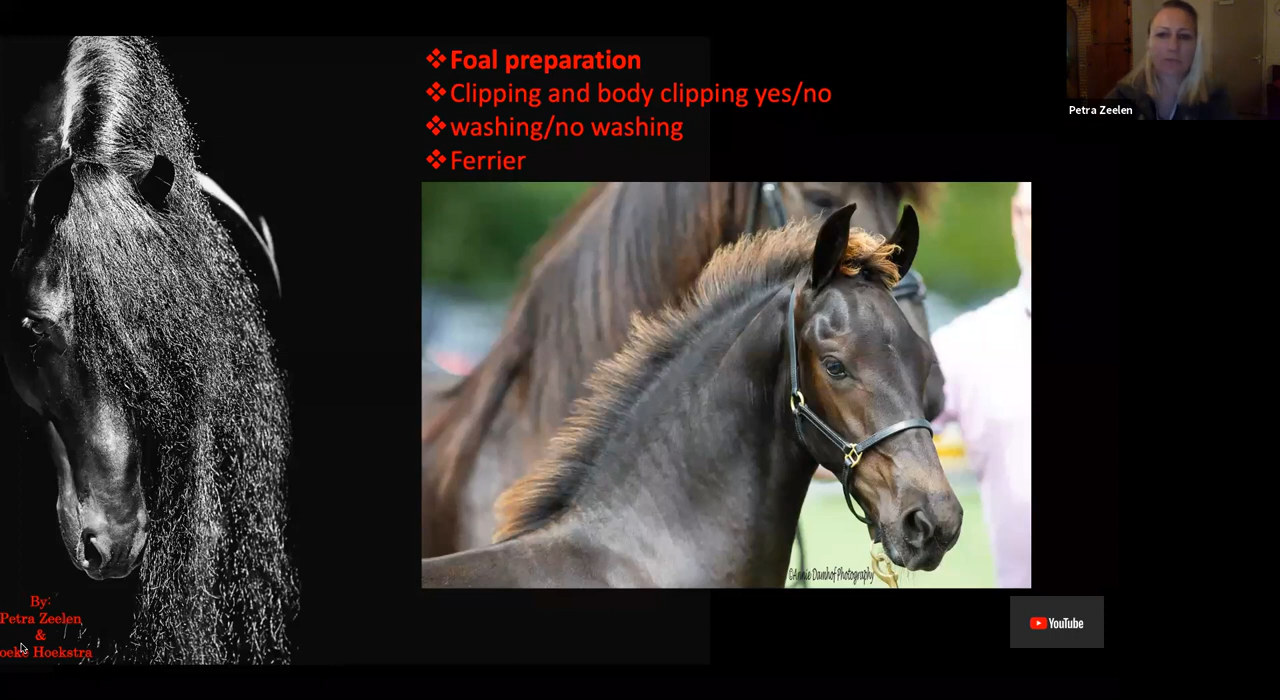 ❖Foal preparation
❖Clipping and body clipping yes/no
❖washing/no washing
❖Ferrier
Petra Zeelen
©Annie Damhof Photography
By:
Petra Zeelen
&
oeke Hoekstra
YouTube